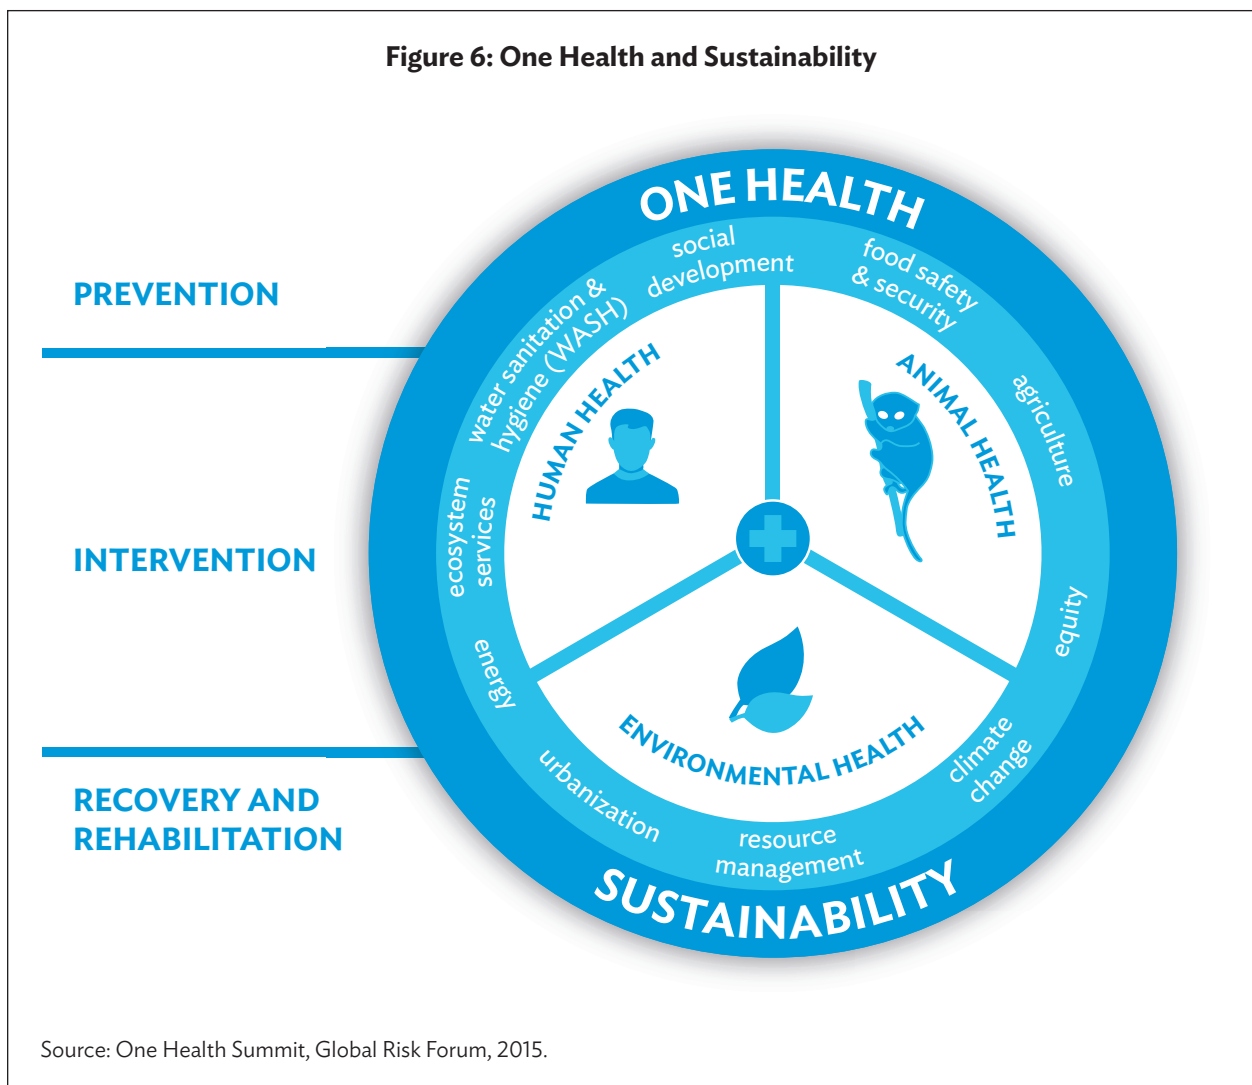 Figure 6: One Health and Sustainability
PREVENTION
INTERVENTION
RECOVERY AND
REHABILITATION
ONE HEALTH
social
development
food safety
& security
water sanitation &
hygiene (WASH)
agriculture
ecosystem
services
equity
energy
climate
change
urbanization
resource
management
HUMAN HEALTH
ANIMAL HEALTH
ENVIRONMENTAL HEALTH
SUSTAINABILITY
Source: One Health Summit, Global Risk Forum, 2015.